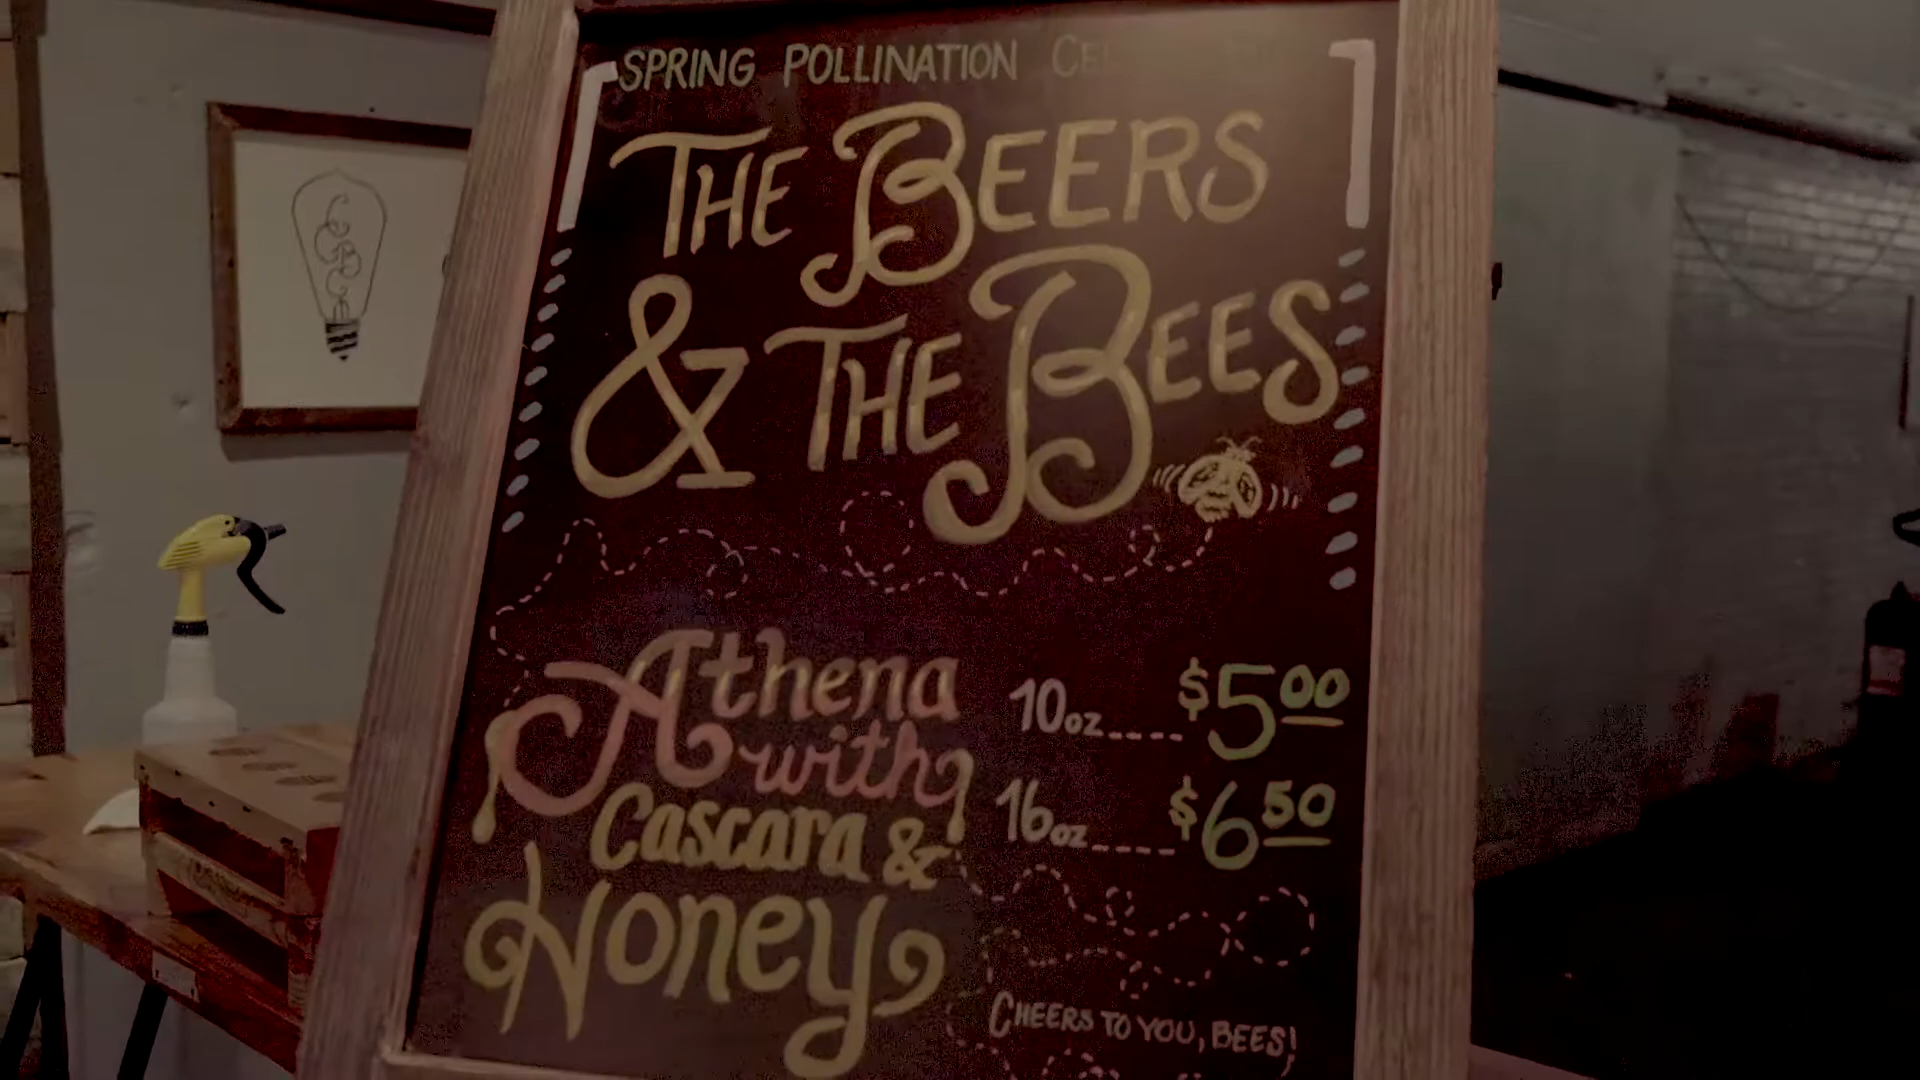 SPRING POLLINATION
THE BEERS
& THE BEES
Athena
with
Cascara &
Honey
10oz----$5.00
16oz----$6.50
CHEERS TO YOU, BEES!